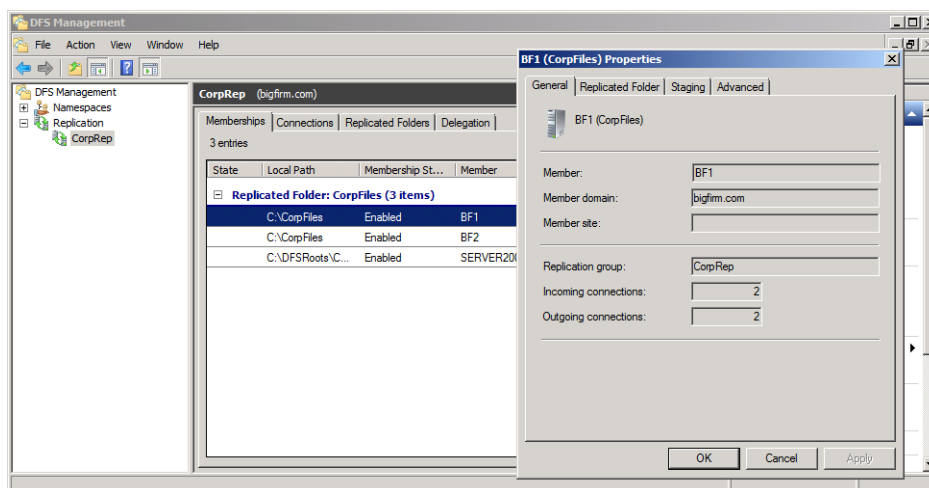 DFS Management
File Action View Window Help
DFS Management
Namespaces
Replication
CorpRep
CorpRep (bigfirm.com)
Memberships Connections Replicated Folders Delegation
3 entries
State Local Path Membership St... Member
Replicated Folder: CorpFiles (3 items)
C:\CorpFiles Enabled BF1
C:\CorpFiles Enabled BF2
C:\DFSRoots\C... Enabled
BF1 (CorpFiles) Properties
General Replicated Folder Staging Advanced
BF1 (CorpFiles)
Member: BF1
Member domain: bigfirm.com
Member site:
Replication group: CorpRep
Incoming connections: 2
Outgoing connections: 2
OK Cancel Apply